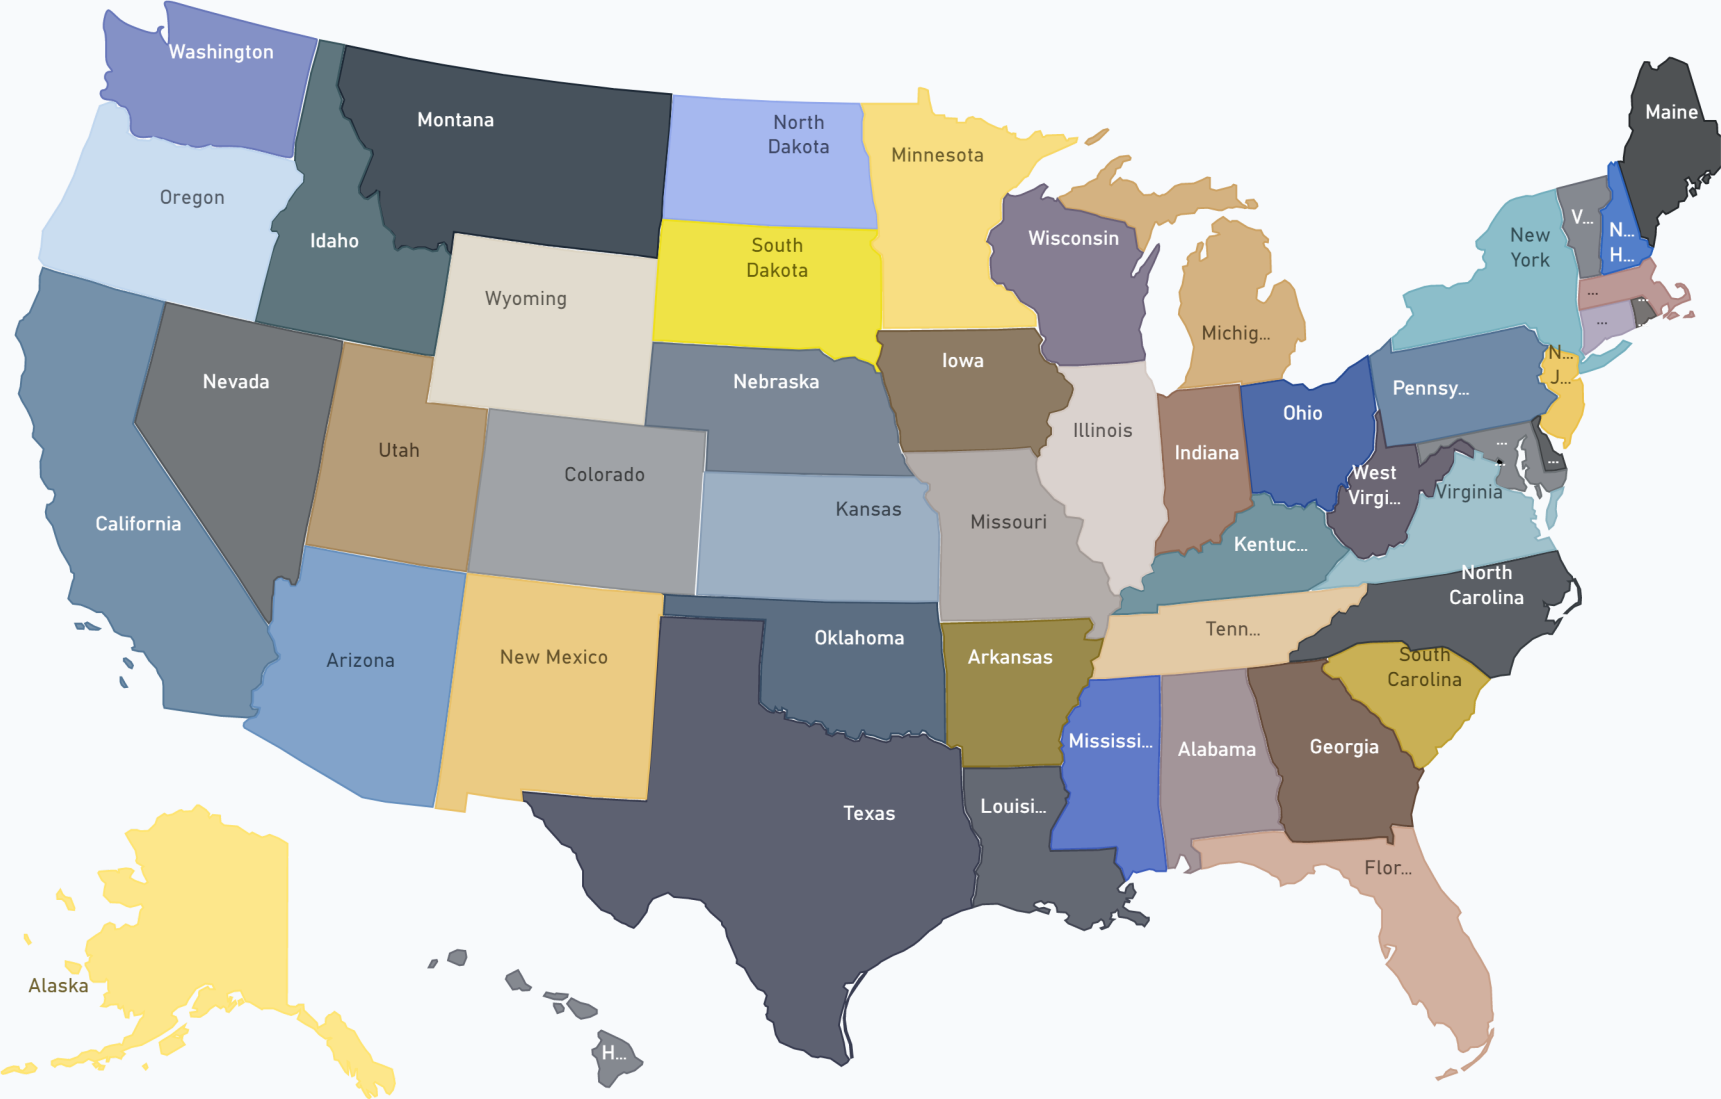 Washington
Montana
North
Dakota
Minnesota
Maine
Oregon
Idaho
Wisconsin
V...
N...
H...
New
York
South
Dakota
Wyoming
Michig...
...
...
...
Nevada
Nebraska
Iowa
Illinois
Indiana
Ohio
Pennsy...
N...
J...
Utah
Colorado
Kansas
Missouri
West
Virgi...
Virginia
...
...
...
California
Kentuc...
North
Carolina
Arizona
New Mexico
Oklahoma
Arkansas
Tenn...
South
Carolina
Mississi...
Alabama
Georgia
Texas
Louisi...
Flor...
Alaska
H...